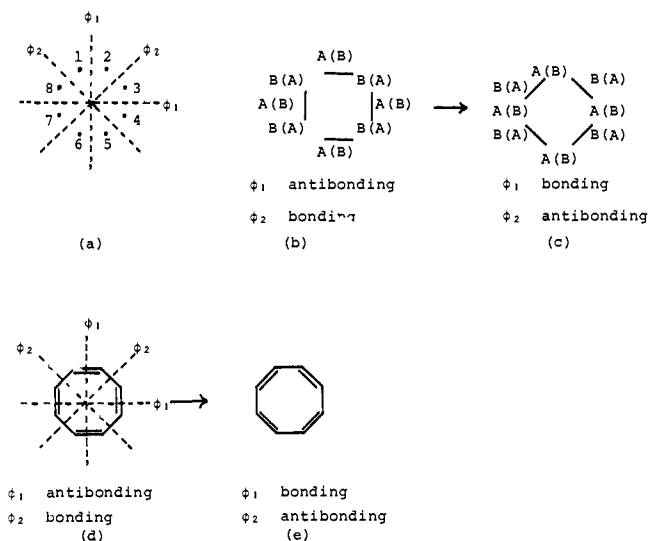 ϕ₁
ϕ₂ ϕ₂
1 2
8 3
ϕ₁
7 4
6 5
(a)
A(B)
B(A) B(A)
A(B) A(B)
B(A) B(A)
A(B)
ϕ₁ antibonding
ϕ₂ bonding
(b)
A(B)
B(A) B(A)
A(B) A(B)
B(A) B(A)
A(B)
ϕ₁ bonding
ϕ₂ antibonding
(c)
ϕ₁
ϕ₂ ϕ₂
ϕ₁
ϕ₁ antibonding
ϕ₂ bonding
(d)
ϕ₁ bonding
ϕ₂ antibonding
(e)